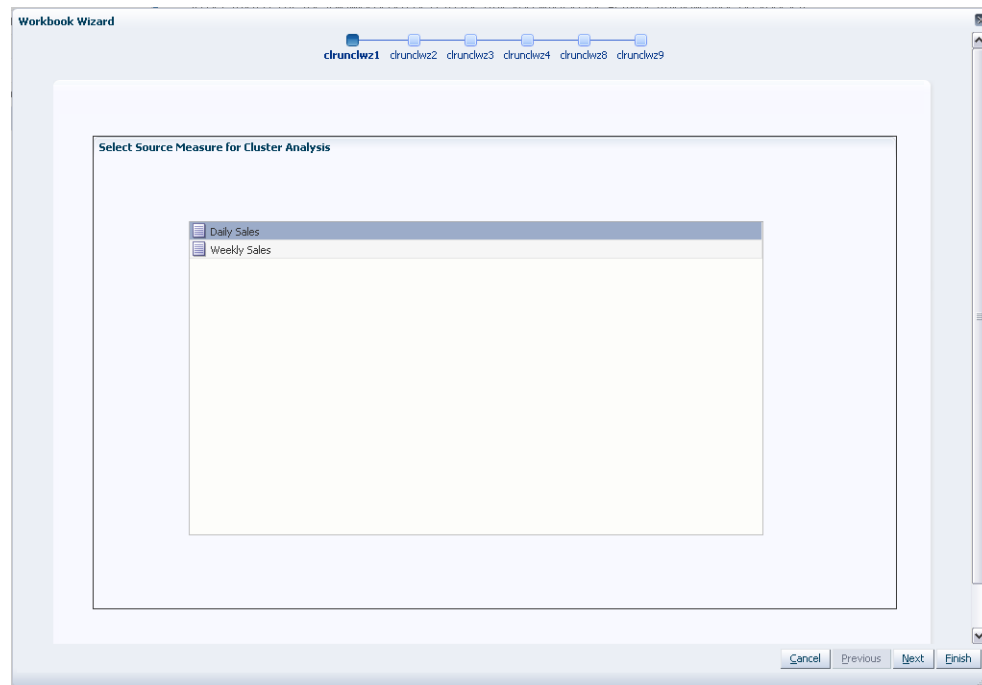 Workbook Wizard
clrunclwz1 clrunclwz2 clrunclwz3 clrunclwz4 clrunclwz8 clrunclwz9
Select Source Measure for Cluster Analysis
Daily Sales
Weekly Sales
Cancel Previous Next Finish